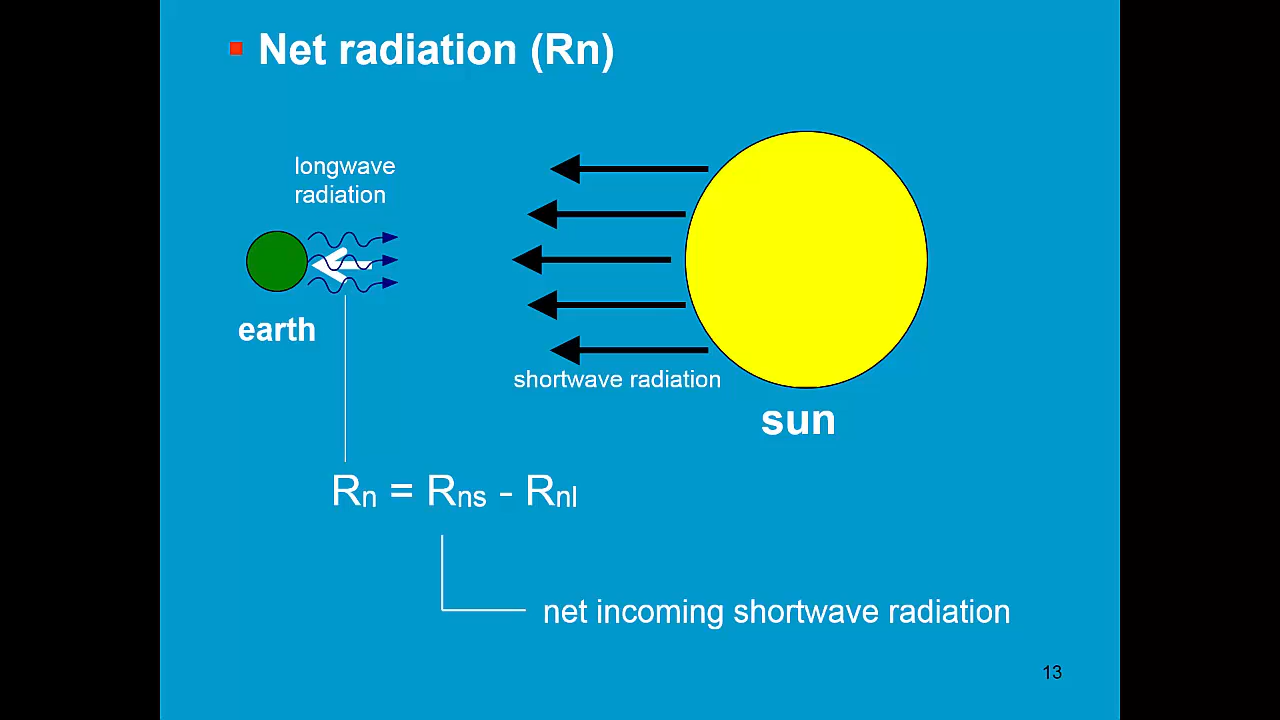 Net radiation (Rn)
longwave
radiation
earth
shortwave radiation
sun
Rn = Rns - Rnl
net incoming shortwave radiation
13